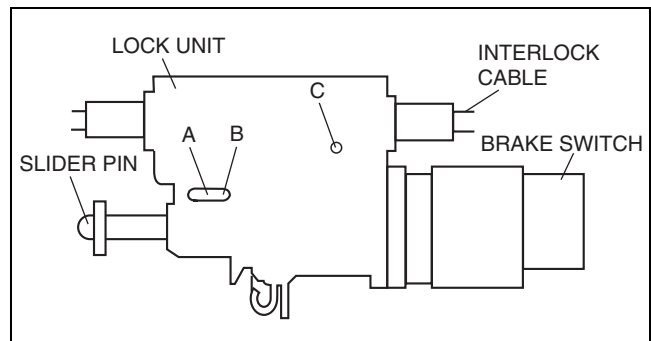 LOCK UNIT
INTERLOCK
CABLE
C
A B
BRAKE SWITCH
SLIDER PIN